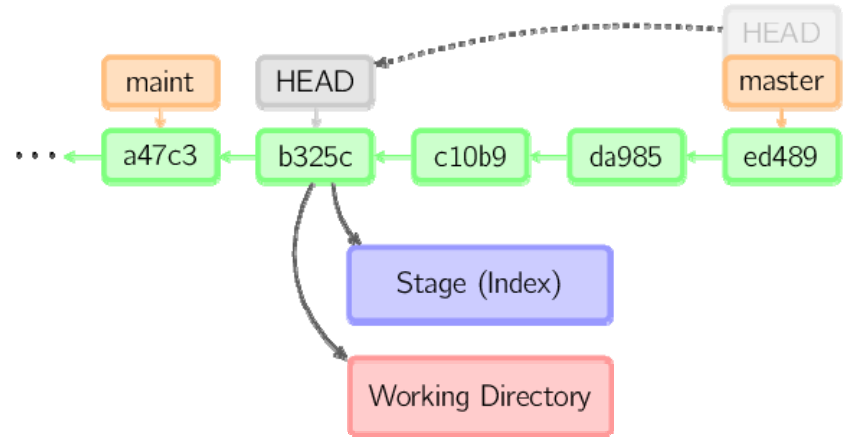 HEAD
maint
HEAD
master
... a47c3 b325c c10b9 da985 ed489
Stage (Index)
Working Directory